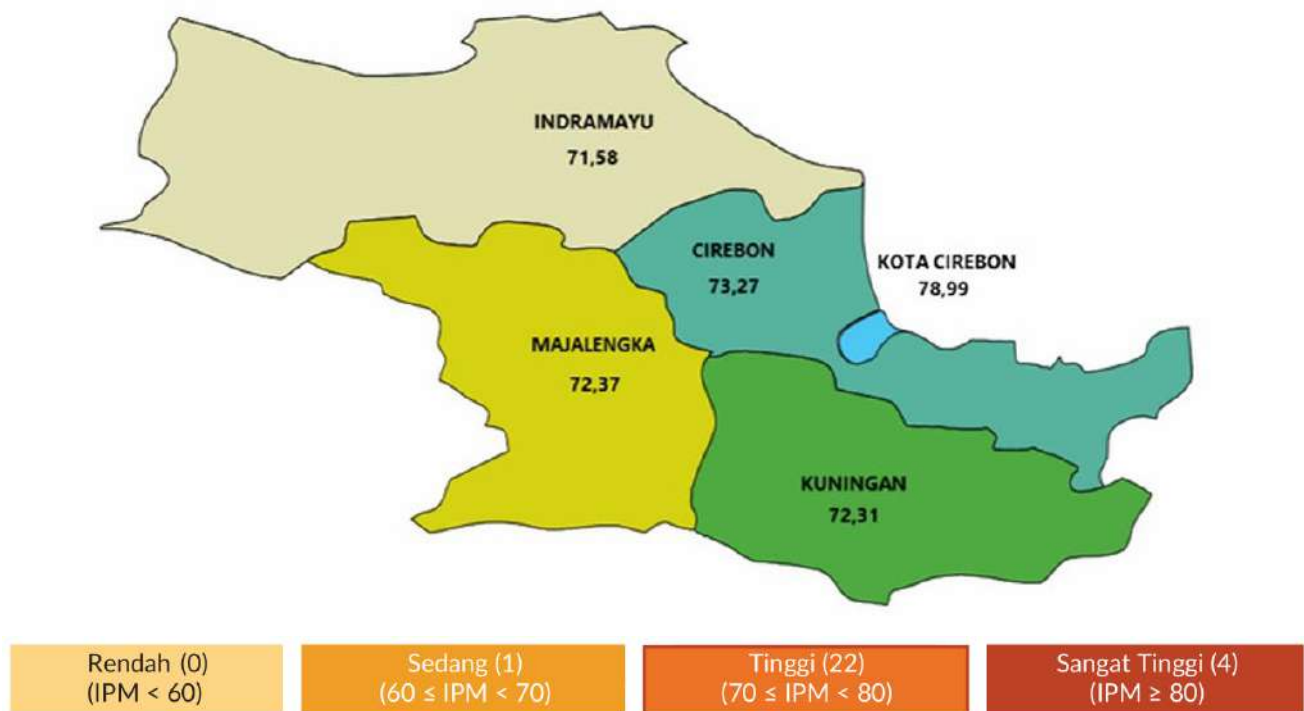 INDRAMAYU
71,58
CIREBON
73,27
KOTA CIREBON
78,99
MAJALENGKA
72,37
KUNINGAN
72,31
Rendah (0)
(IPM < 60)
Sedang (1)
(60 ≤ IPM < 70)
Tinggi (22)
(70 ≤ IPM < 80)
Sangat Tinggi (4)
(IPM ≥ 80)